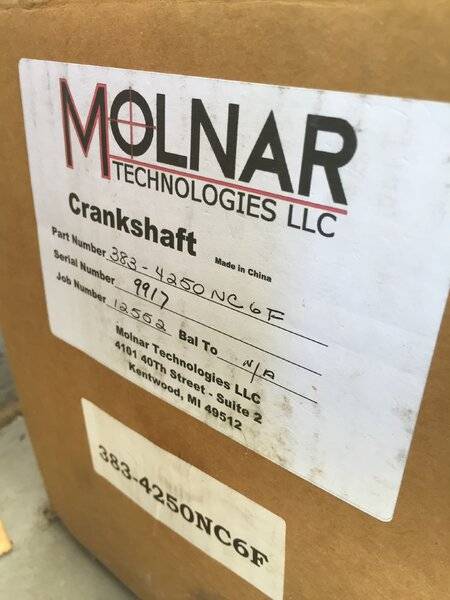 MOLNAR
TECHNOLOGIES LLC
Crankshaft Made in China
Part Number 383-4250NC6F
Serial Number 9917
Job Number 12552 Bal To N/A
Molnar Technologies LLC
4101 40Th Street - Suite 2
Kentwood, MI 49512
383-4250NC6F